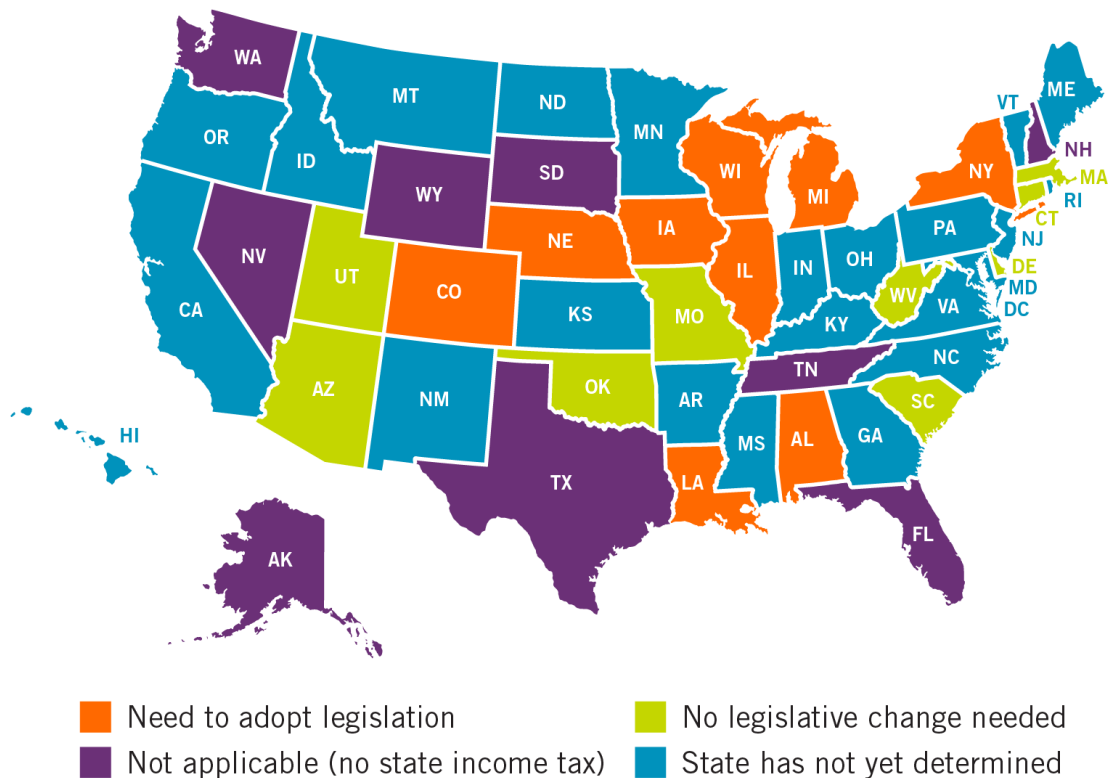 WA
MT
ND
MN
VT
ME
OR
ID
SD
WI
MI
NY
NH
MA
WY
RI
CT
NE
IA
PA
NJ
NV
UT
CO
IL
IN
OH
DE
MD
DC
CA
KS
MO
WV
VA
KY
AZ
NM
OK
TN
NC
AR
SC
HI
MS
AL
GA
TX
LA
FL
AK
Need to adopt legislation
No legislative change needed
Not applicable (no state income tax)
State has not yet determined